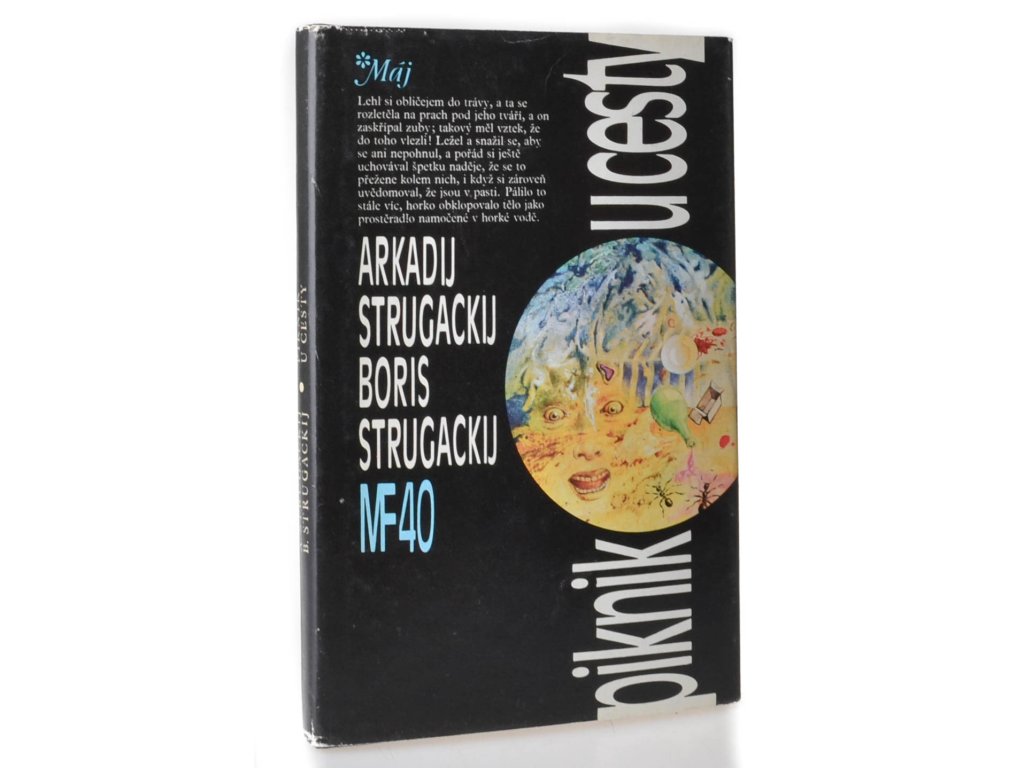 Máj
Lehl si obličejem do trávy, a ta se
rozletěla na prach pod jeho tváří, a on
zaskřípal zuby; takový měl vztek, že
do toho vlezli! Ležel a snažil se, aby
se ani nepohnul, a pořád si ještě
uchovával špetku naděje, že se to
přežene kolem nich, i když si zároveň
uvědomoval, že jsou v pasti. Pálilo to
stále víc, horko obklopovalo tělo jako
prostěradlo namočené v horké vodě.
ARKADIJ
STRUGACKIJ
BORIS
STRUGACKIJ
MF40
piknik u cesty
B. STRUGACKIJ • U CESTY